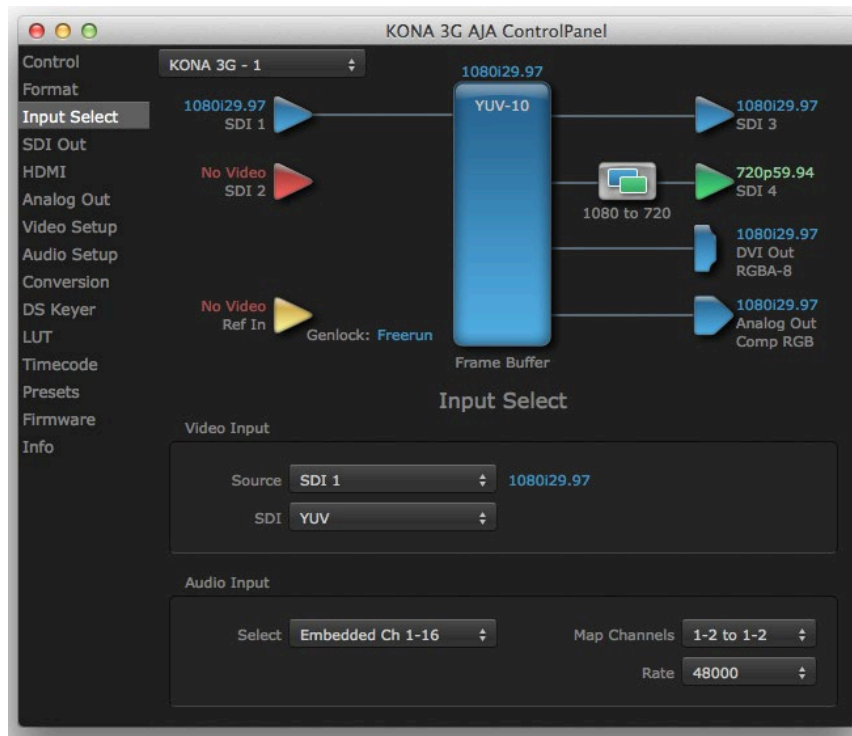 KONA 3G AJA ControlPanel
Control
Format
Input Select
SDI Out
HDMI
Analog Out
Video Setup
Audio Setup
Conversion
DS Keyer
LUT
Timecode
Presets
Firmware
Info
KONA 3G - 1
1080i29.97
YUV-10
1080i29.97
SDI 1
1080i29.97
SDI 3
No Video
SDI 2
720p59.94
SDI 4
1080 to 720
1080i29.97
DVI Out
RGBA-8
No Video
Ref In
Genlock: Freerun
1080i29.97
Analog Out
Comp RGB
Frame Buffer
Input Select
Video Input
Source SDI 1 1080i29.97
SDI YUV
Audio Input
Select Embedded Ch 1-16 Map Channels 1-2 to 1-2
Rate 48000